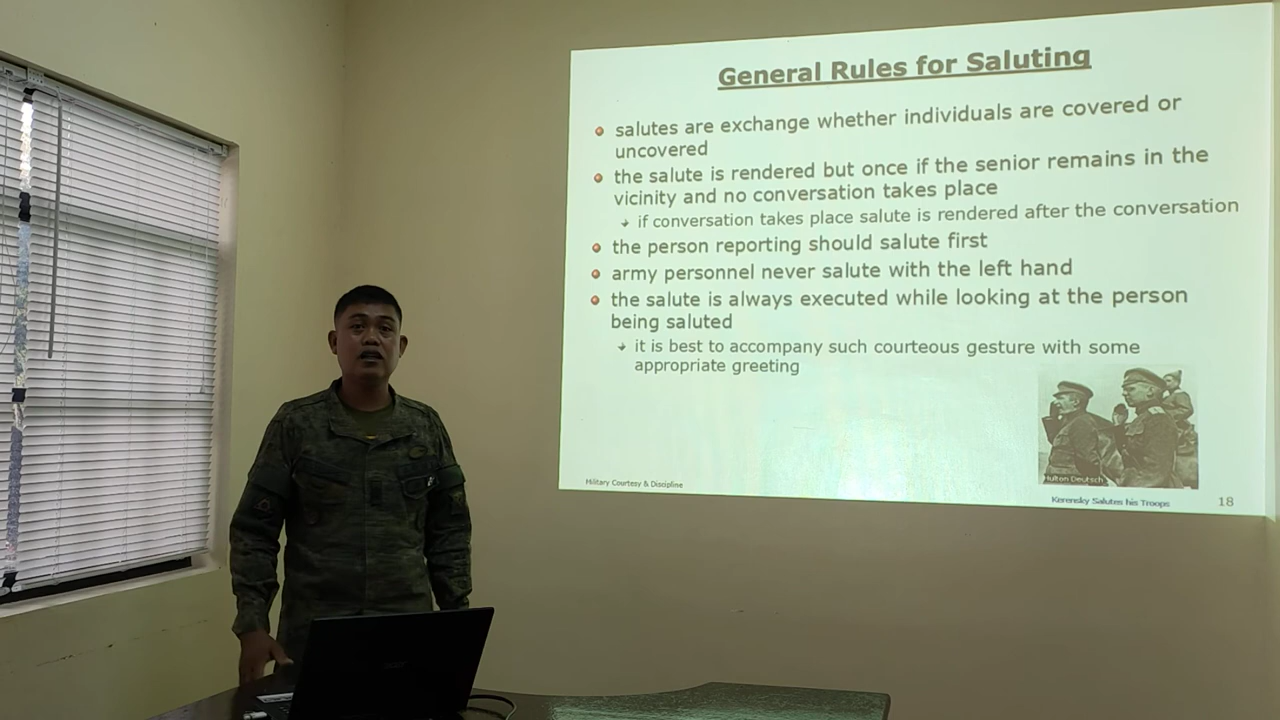 General Rules for Saluting
salutes are exchange whether individuals are covered or
uncovered
the salute is rendered but once if the senior remains in the
vicinity and no conversation takes place
if conversation takes place salute is rendered after the conversation
the person reporting should salute first
army personnel never salute with the left hand
the salute is always executed while looking at the person
being saluted
it is best to accompany such courteous gesture with some
appropriate greeting
Hulton Deutsch
Military Courtesy & Discipline
Kerensky Salutes his Troops
18
acer